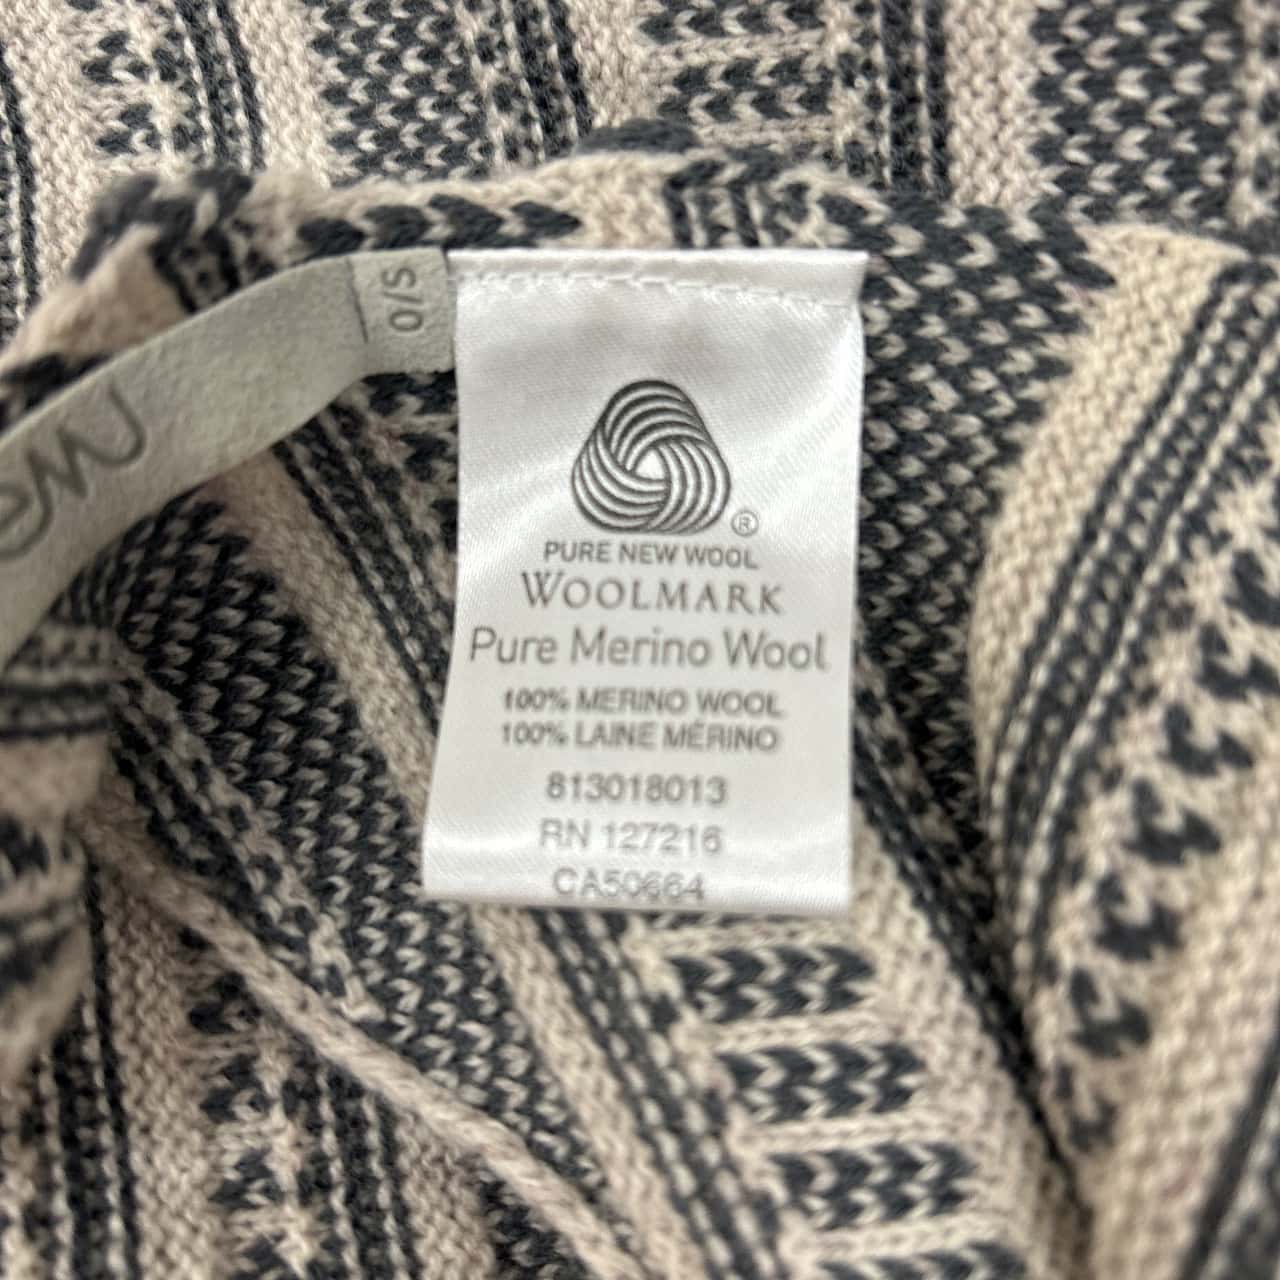 O/S
®
PURE NEW WOOL
WOOLMARK
Pure Merino Wool
100% MERINO WOOL
100% LAINE MÉRINO
813018013
RN 127216
CA50664